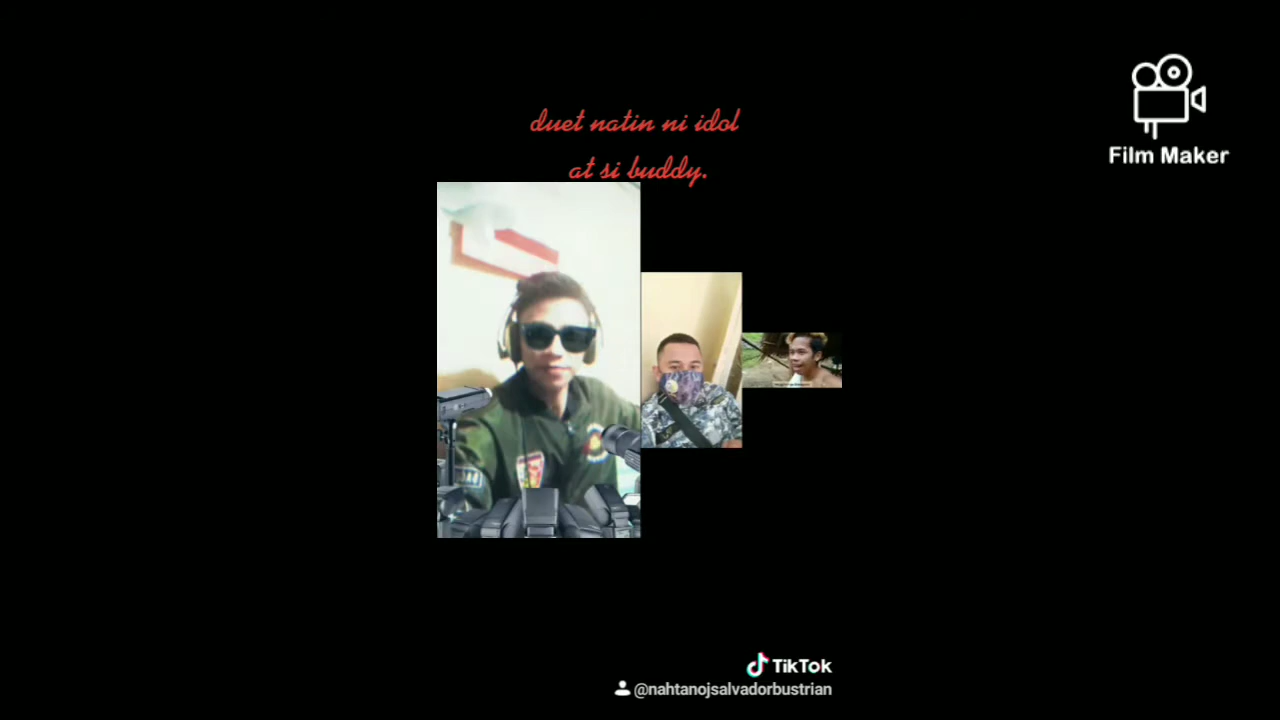 duet natin ni idol
at si buddy.
Film Maker
TikTok
@nahtanojsalvadorbustrian